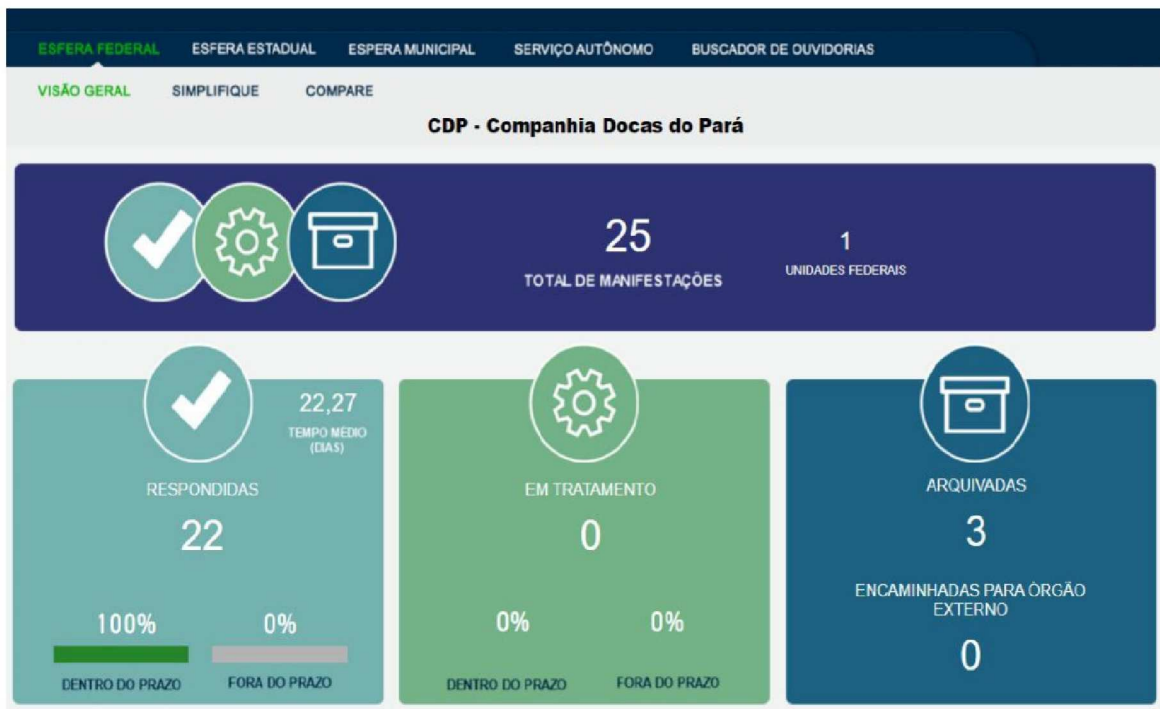 ESFERA FEDERAL ESFERA ESTADUAL ESPERA MUNICIPAL SERVIÇO AUTÔNOMO BUSCADOR DE OUVIDORIAS
VISÃO GERAL SIMPLIFIQUE COMPARE
CDP - Companhia Docas do Pará
25
TOTAL DE MANIFESTAÇÕES
1
UNIDADES FEDERAIS
22,27
TEMPO MÉDIO
(DIAS)
RESPONDIDAS
22
100% 0%
DENTRO DO PRAZO FORA DO PRAZO
EM TRATAMENTO
0
0% 0%
DENTRO DO PRAZO FORA DO PRAZO
ARQUIVADAS
3
ENCAMINHADAS PARA ÓRGÃO
EXTERNO
0